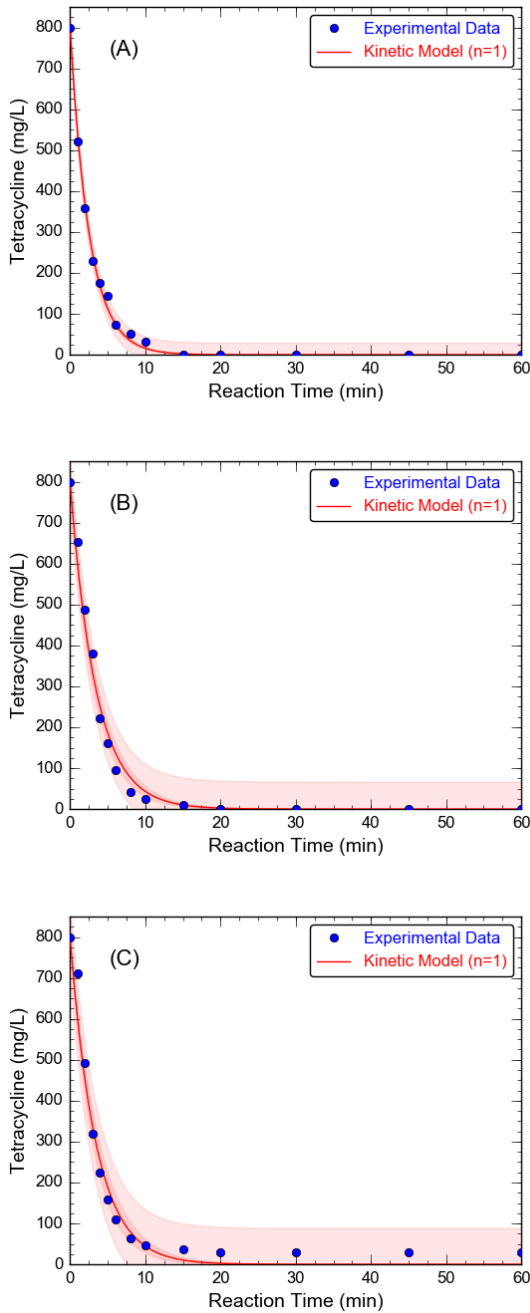 (A)
Experimental Data
Kinetic Model (n=1)
Tetracycline (mg/L)
800
700
600
500
400
300
200
100
0
0 10 20 30 40 50 60
Reaction Time (min)
(B)
Experimental Data
Kinetic Model (n=1)
Tetracycline (mg/L)
800
700
600
500
400
300
200
100
0
0 10 20 30 40 50 60
Reaction Time (min)
(C)
Experimental Data
Kinetic Model (n=1)
Tetracycline (mg/L)
800
700
600
500
400
300
200
100
0
0 10 20 30 40 50 60
Reaction Time (min)